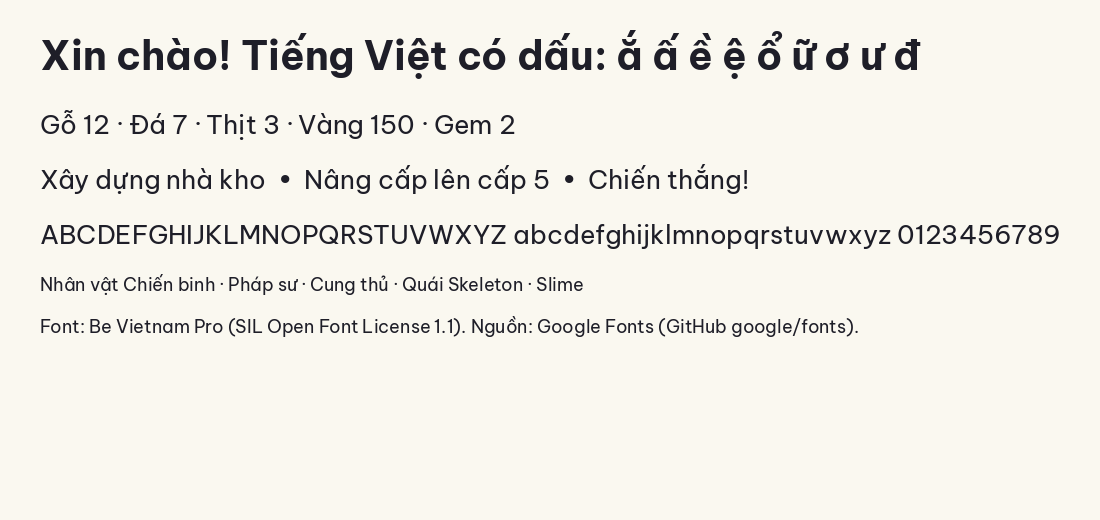 Xin chào! Tiếng Việt có dấu: ắ ấ ề ệ ổ ữ ơ ư đ
Gỗ 12 · Đá 7 · Thịt 3 · Vàng 150 · Gem 2
Xây dựng nhà kho • Nâng cấp lên cấp 5 • Chiến thắng!
ABCDEFGHIJKLMNOPQRSTUVWXYZ abcdefghijklmnopqrstuvwxyz 0123456789
Nhân vật Chiến binh · Pháp sư · Cung thủ · Quái Skeleton · Slime
Font: Be Vietnam Pro (SIL Open Font License 1.1). Nguồn: Google Fonts (GitHub google/fonts).